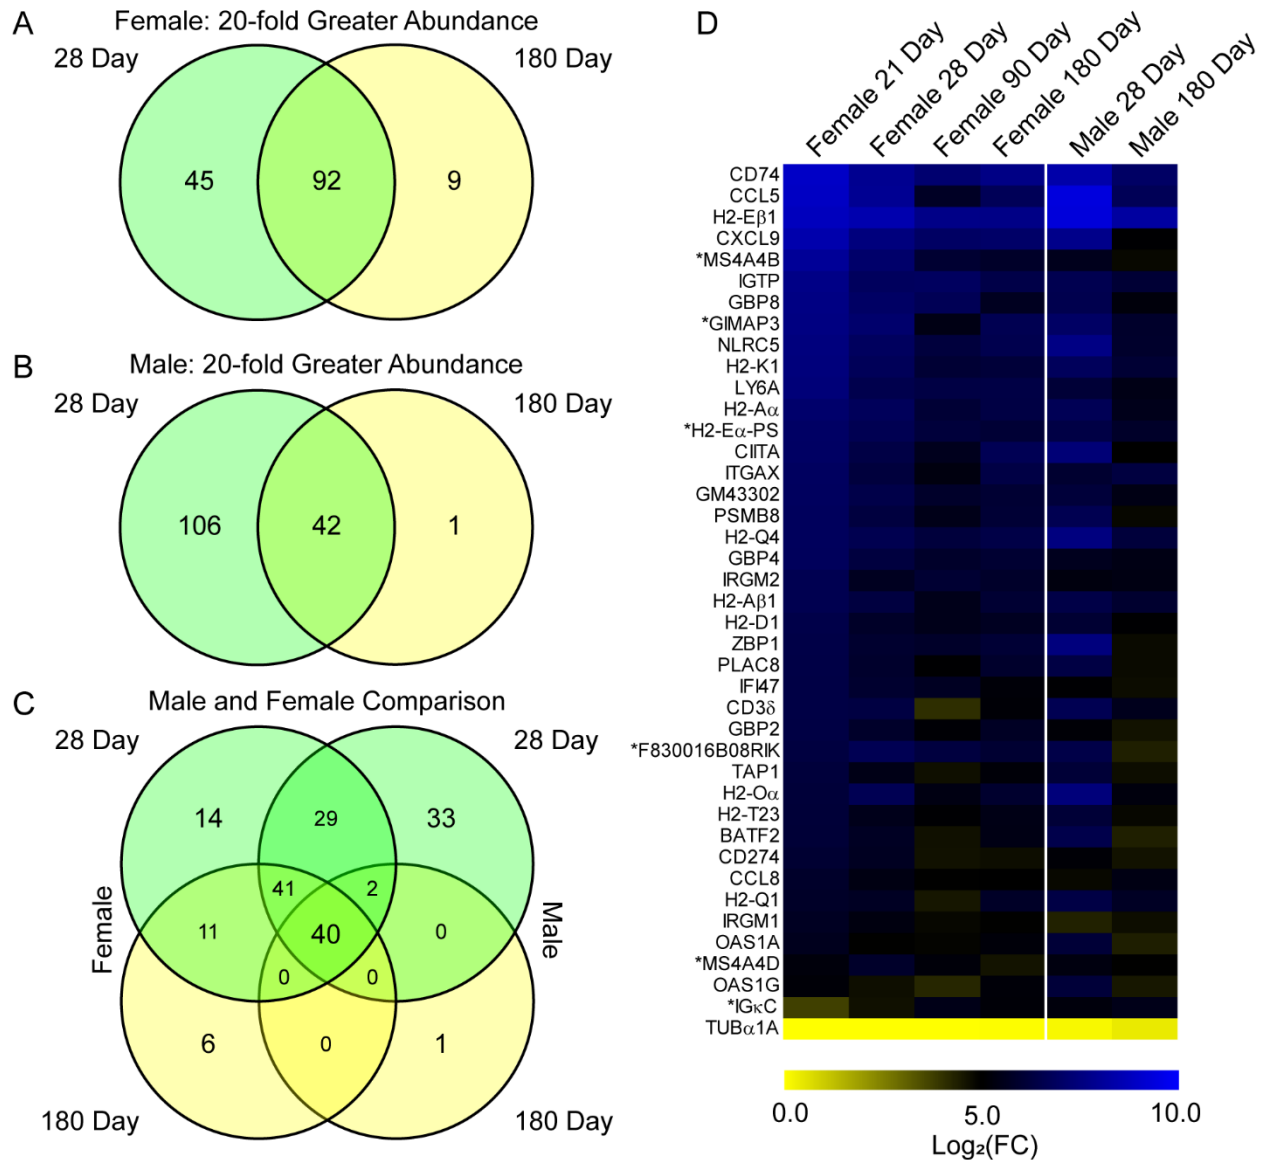 A
Female: 20-fold Greater Abundance
28 Day
180 Day
45
92
9
B
Male: 20-fold Greater Abundance
28 Day
180 Day
106
42
1
C
Male and Female Comparison
28 Day
28 Day
14
29
33
41
2
11
40
0
0
0
6
0
1
Female
Male
180 Day
180 Day
D
Female 21 Day
Female 28 Day
Female 90 Day
Female 180 Day
Male 28 Day
Male 180 Day
CD74
CCL5
H2-Eβ1
CXCL9
*MS4A4B
IGTP
GBP8
*GIMAP3
NLRC5
H2-K1
LY6A
H2-Aα
*H2-Eα-PS
CIITA
ITGAX
GM43302
PSMB8
H2-Q4
GBP4
IRGM2
H2-Aβ1
H2-D1
ZBP1
PLAC8
IFI47
CD3δ
GBP2
*F830016B08RIK
TAP1
H2-Oα
H2-T23
BATF2
CD274
CCL8
H2-Q1
IRGM1
OAS1A
*MS4A4D
OAS1G
*IGκC
TUBα1A
0.0 5.0 10.0
Log₂(FC)